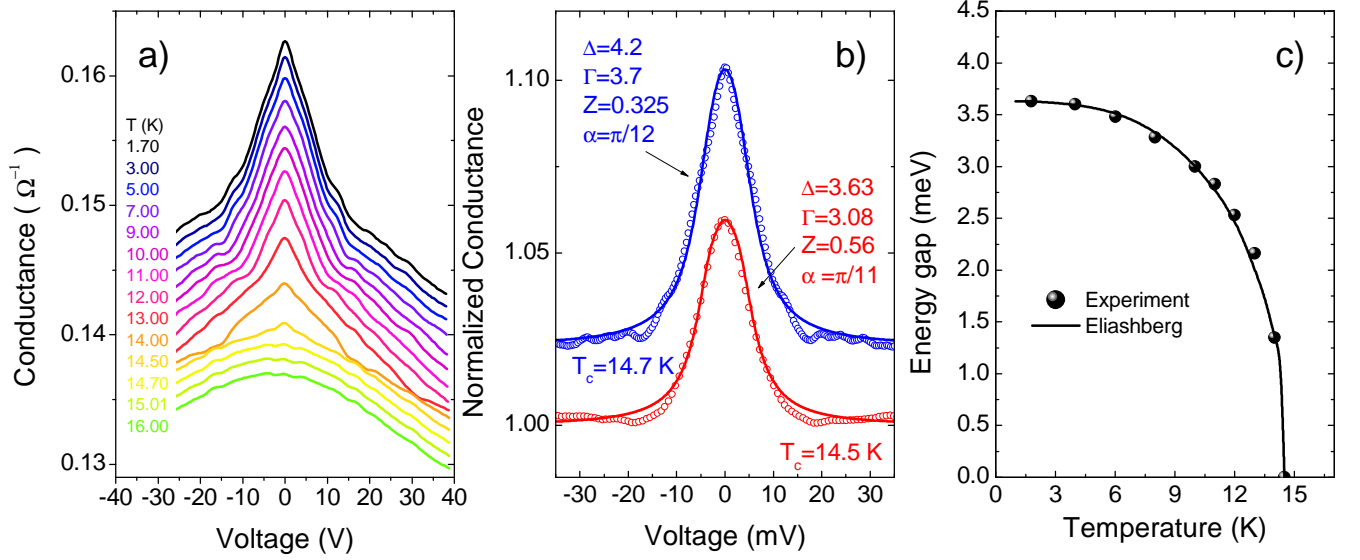 a)
Conductance ( Ω⁻¹)
0.16
0.15
0.14
0.13
T (K)
1.70
3.00
5.00
7.00
9.00
10.00
11.00
12.00
13.00
14.00
14.50
14.70
15.01
16.00
-40 -30 -20 -10 0 10 20 30 40
Voltage (V)
b)
Normalized Conductance
1.10
1.05
1.00
Δ=4.2
Γ=3.7
Z=0.325
α=π/12
Δ=3.63
Γ=3.08
Z=0.56
α =π/11
T_c=14.7 K
T_c=14.5 K
-30 -20 -10 0 10 20 30
Voltage (mV)
c)
Energy gap (meV)
4.5
4.0
3.5
3.0
2.5
2.0
1.5
1.0
0.5
0.0
Experiment
Eliashberg
0 3 6 9 12 15
Temperature (K)